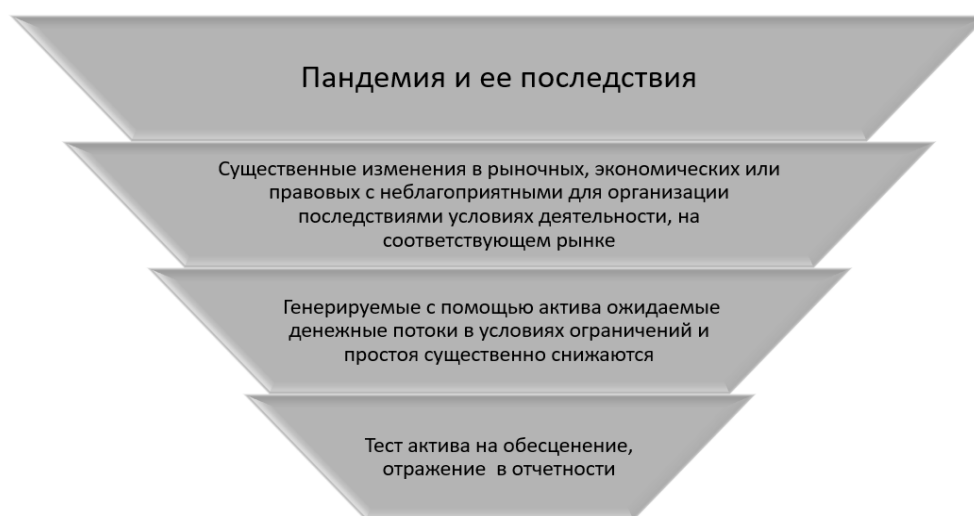 Пандемия и ее последствия
Существенные изменения в рыночных, экономических или
правовых с неблагоприятными для организации
последствиями условиях деятельности, на
соответствующем рынке
Генерируемые с помощью актива ожидаемые
денежные потоки в условиях ограничений и
простоя существенно снижаются
Тест актива на обесценение,
отражение  в отчетности